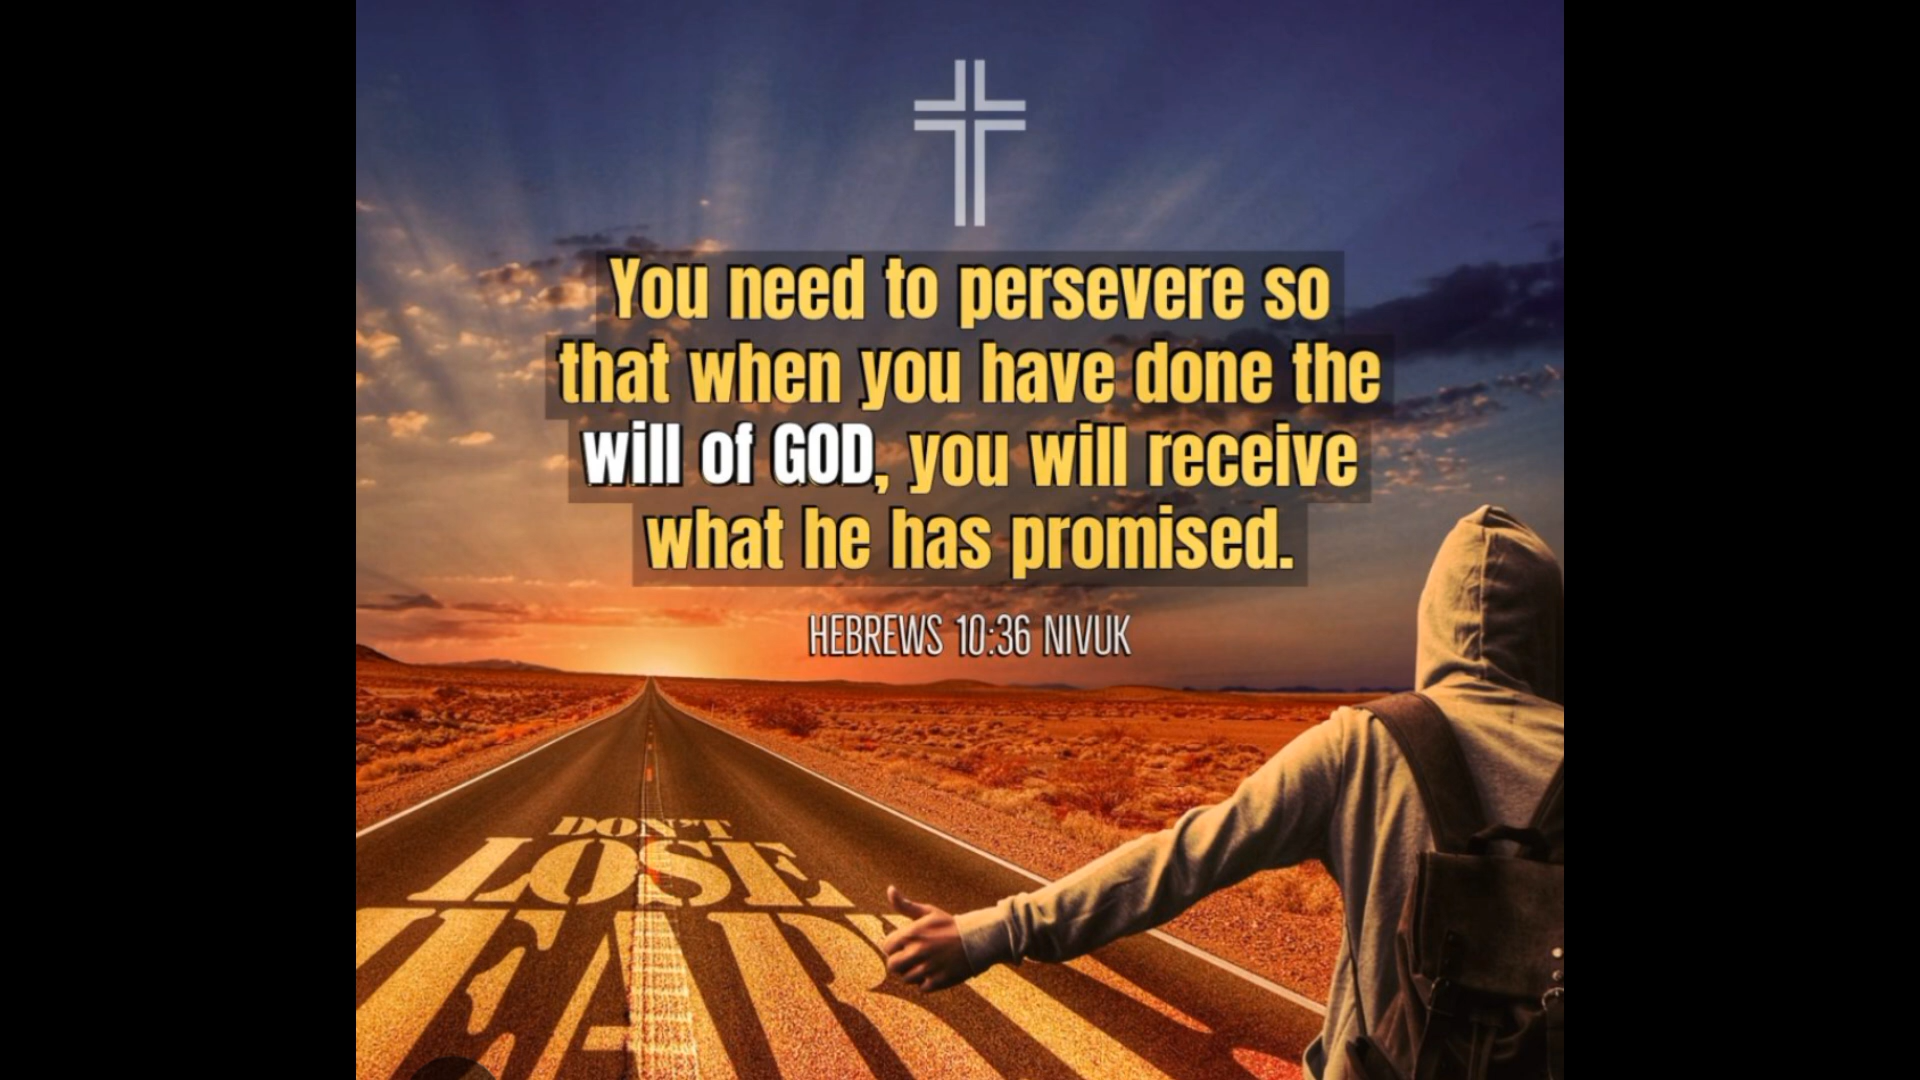 You need to persevere so
that when you have done the
will of GOD, you will receive
what he has promised.
HEBREWS 10:36 NIVUK
DON'T
LOSE